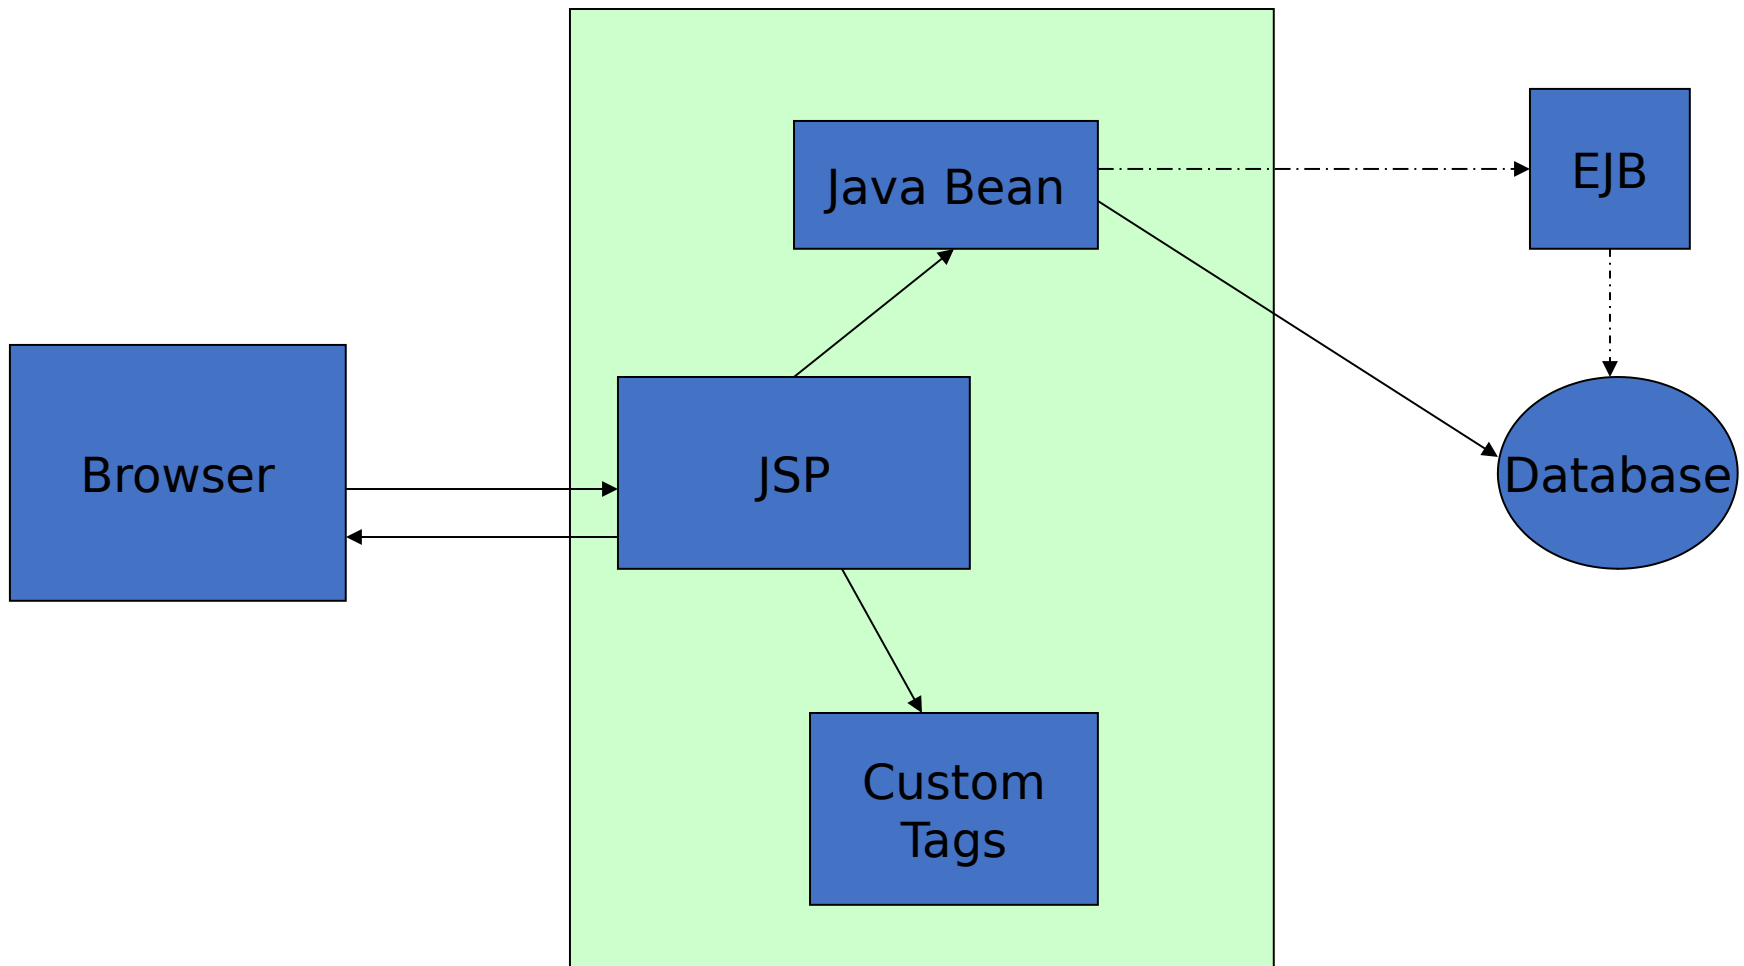 Java Bean
EJB
Browser
JSP
Database
Custom
Tags